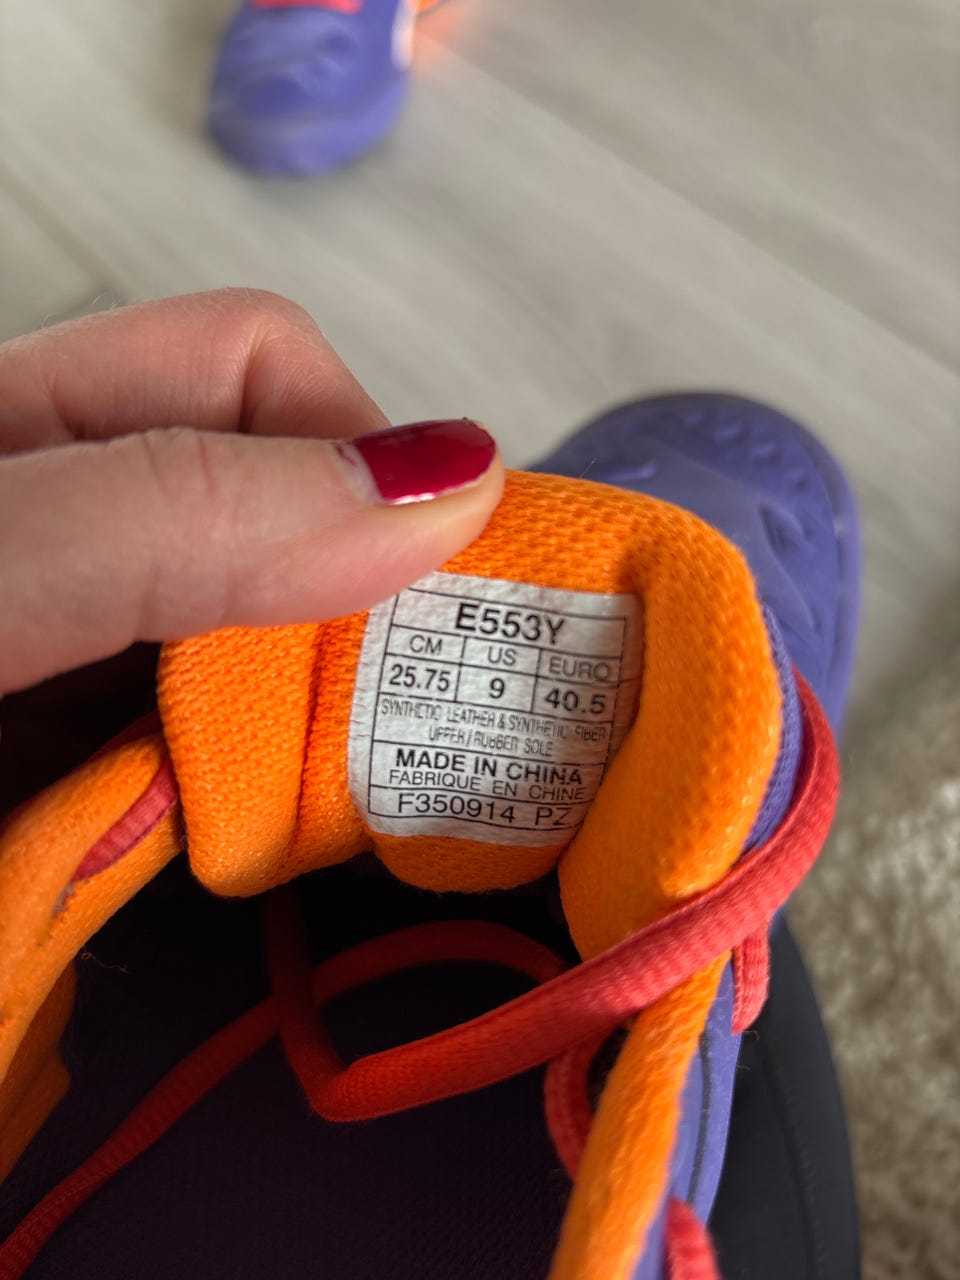 E553Y
CM US EURO
25.75 9 40.5
SYNTHETIC LEATHER & SYNTHETIC FIBER
UPPER / RUBBER SOLE
MADE IN CHINA
FABRIQUE EN CHINE
F350914 PZ